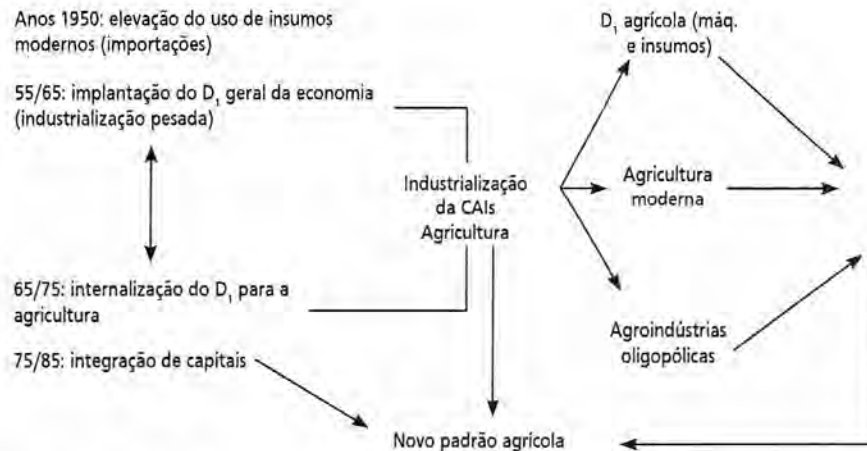 Anos 1950: elevação do uso de insumos
modernos (importações)
55/65: implantação do D₁ geral da economia
(industrialização pesada)
65/75: internalização do D₁ para a
agricultura
75/85: integração de capitais
Industrialização
da CAIs
Agricultura
Novo padrão agrícola
D₁ agrícola (máq.
e insumos)
Agricultura
moderna
Agroindústrias
oligopólicas